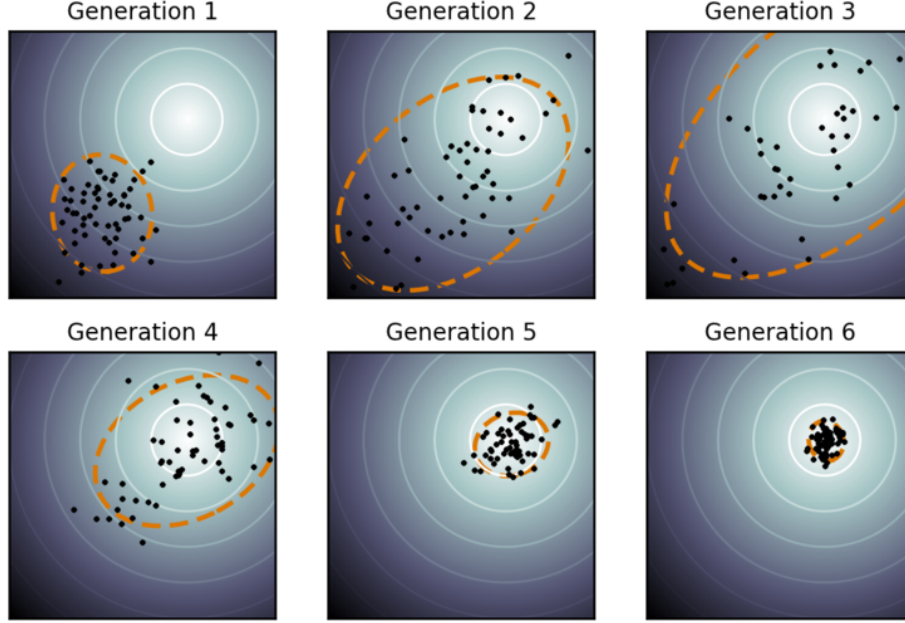 Generation 1
Generation 2
Generation 3
Generation 4
Generation 5
Generation 6